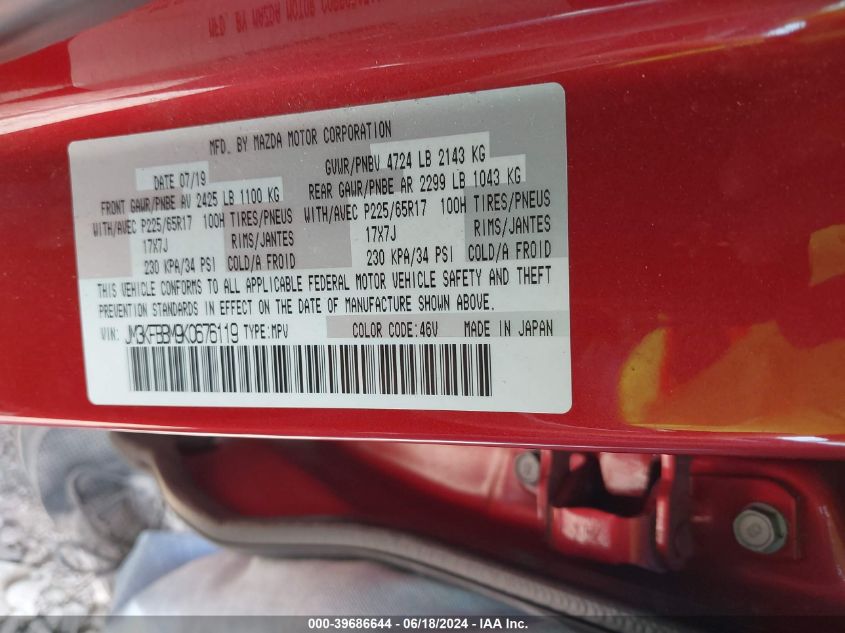 MFD. BY MAZDA MOTOR CORPORATION
DATE 07/19 GVWR/PNBV 4724 LB 2143 KG
FRONT GAWR/PNBE AV 2425 LB 1100 KG REAR GAWR/PNBE AR 2299 LB 1043 KG
WITH/AVEC P225/65R17 100H TIRES/PNEUS WITH/AVEC P225/65R17 100H TIRES/PNEUS
17X7J RIMS/JANTES 17X7J RIMS/JANTES
230 KPA/34 PSI COLD/A FROID 230 KPA/34 PSI COLD/A FROID
THIS VEHICLE CONFORMS TO ALL APPLICABLE FEDERAL MOTOR VEHICLE SAFETY AND THEFT
PREVENTION STANDARDS IN EFFECT ON THE DATE OF MANUFACTURE SHOWN ABOVE.
VIN: JM3KFBBM9K0676119 TYPE:MPV COLOR CODE:46V MADE IN JAPAN
000-39686644 - 06/18/2024 - IAA Inc.